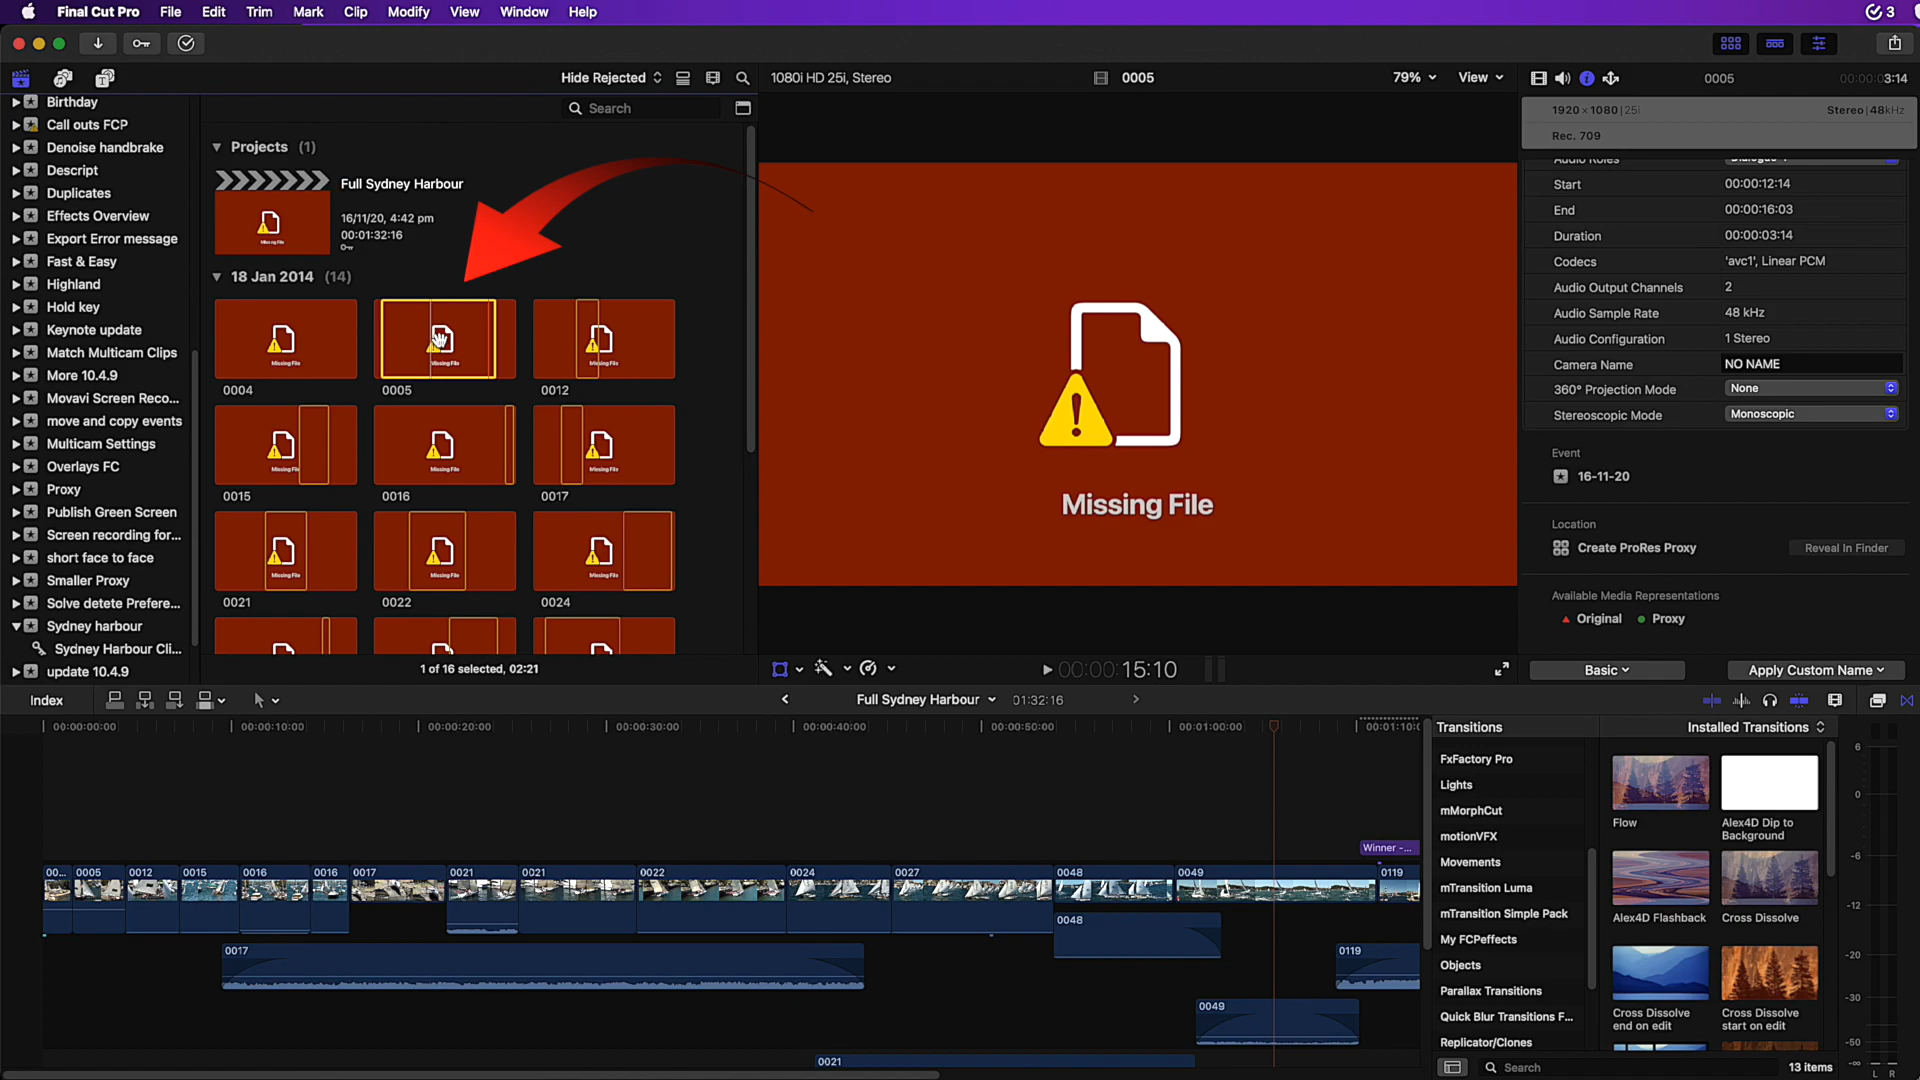 Final Cut Pro File Edit Trim Mark Clip Modify View Window Help
3
Hide Rejected
1080i HD 25i, Stereo
0005
79%
View
0005
00:00:03:14
Search
Birthday
Call outs FCP
Denoise handbrake
Descript
Duplicates
Effects Overview
Export Error message
Fast & Easy
Highland
Hold key
Keynote update
Match Multicam Clips
More 10.4.9
Movavi Screen Reco...
move and copy events
Multicam Settings
Overlays FC
Proxy
Publish Green Screen
Screen recording for...
short face to face
Smaller Proxy
Solve detete Prefere...
Sydney harbour
Sydney Harbour Cli...
update 10.4.9
Projects (1)
Full Sydney Harbour
16/11/20, 4:42 pm
00:01:32:16
Missing File
18 Jan 2014 (14)
Missing File
Missing File
Missing File
0004
0005
0012
Missing File
Missing File
Missing File
0015
0016
0017
Missing File
Missing File
Missing File
0021
0022
0024
1 of 16 selected, 02:21
Missing File
00:00:15:10
1920 × 1080 | 25i
Stereo | 48kHz
Rec. 709
Audio Roles
Start 00:00:12:14
End 00:00:16:03
Duration 00:00:03:14
Codecs 'avc1', Linear PCM
Audio Output Channels 2
Audio Sample Rate 48 kHz
Audio Configuration 1 Stereo
Camera Name NO NAME
360° Projection Mode None
Stereoscopic Mode Monoscopic
Event
16-11-20
Location
Create ProRes Proxy
Reveal In Finder
Available Media Representations
Original Proxy
Basic
Apply Custom Name
Index
Full Sydney Harbour
01:32:16
00:00:00:00
00:00:10:00
00:00:20:00
00:00:30:00
00:00:40:00
00:00:50:00
00:01:00:00
00:01:10:0
Winner -...
00...
0005
0012
0015
0016
0016
0017
0021
0021
0022
0024
0027
0048
0049
0119
0048
0017
0119
0049
0021
Transitions
Installed Transitions
FxFactory Pro
Lights
mMorphCut
motionVFX
Movements
mTransition Luma
mTransition Simple Pack
My FCPeffects
Objects
Parallax Transitions
Quick Blur Transitions F...
Replicator/Clones
Flow
Alex4D Dip to
Background
Alex4D Flashback
Cross Dissolve
Cross Dissolve
end on edit
Cross Dissolve
start on edit
Search
13 items
6
0
-6
-12
-20
-30
-50
-∞
L R